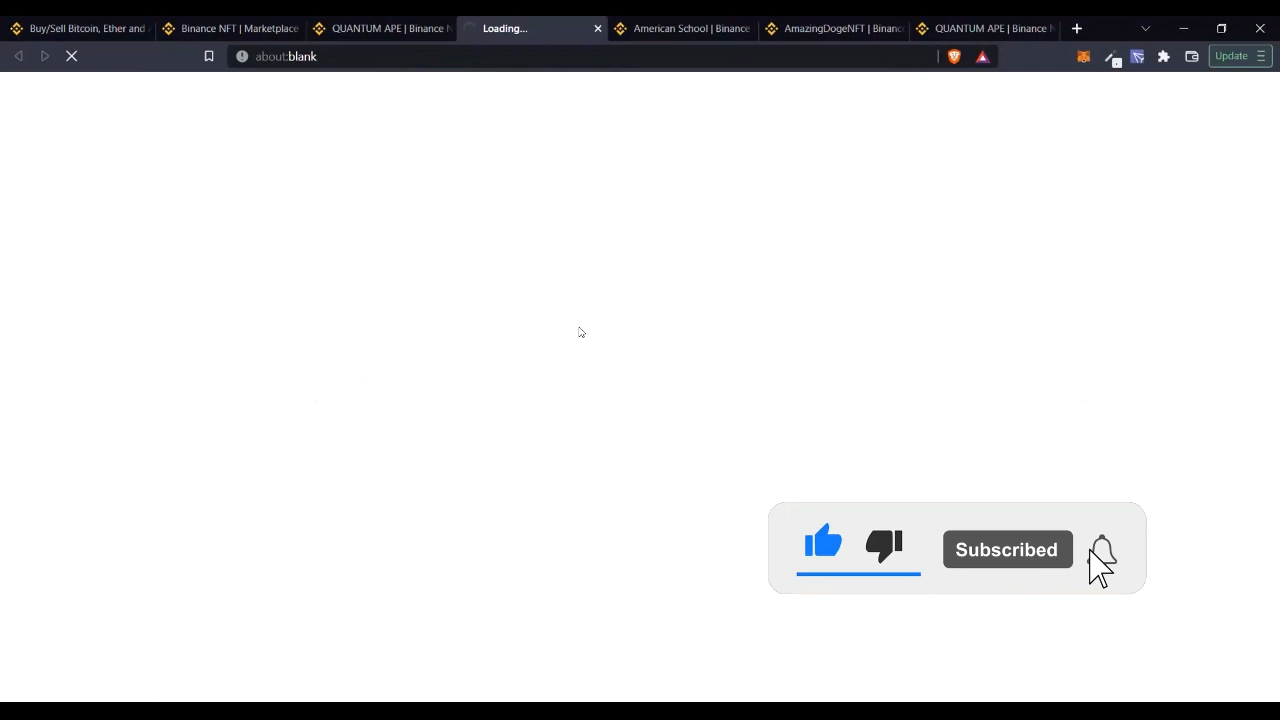 Buy/Sell Bitcoin, Ether and
Binance NFT | Marketplace
QUANTUM APE | Binance N
Loading...
American School | Binance
AmazingDogeNFT | Binanc
QUANTUM APE | Binance N
about:blank
Update
Subscribed